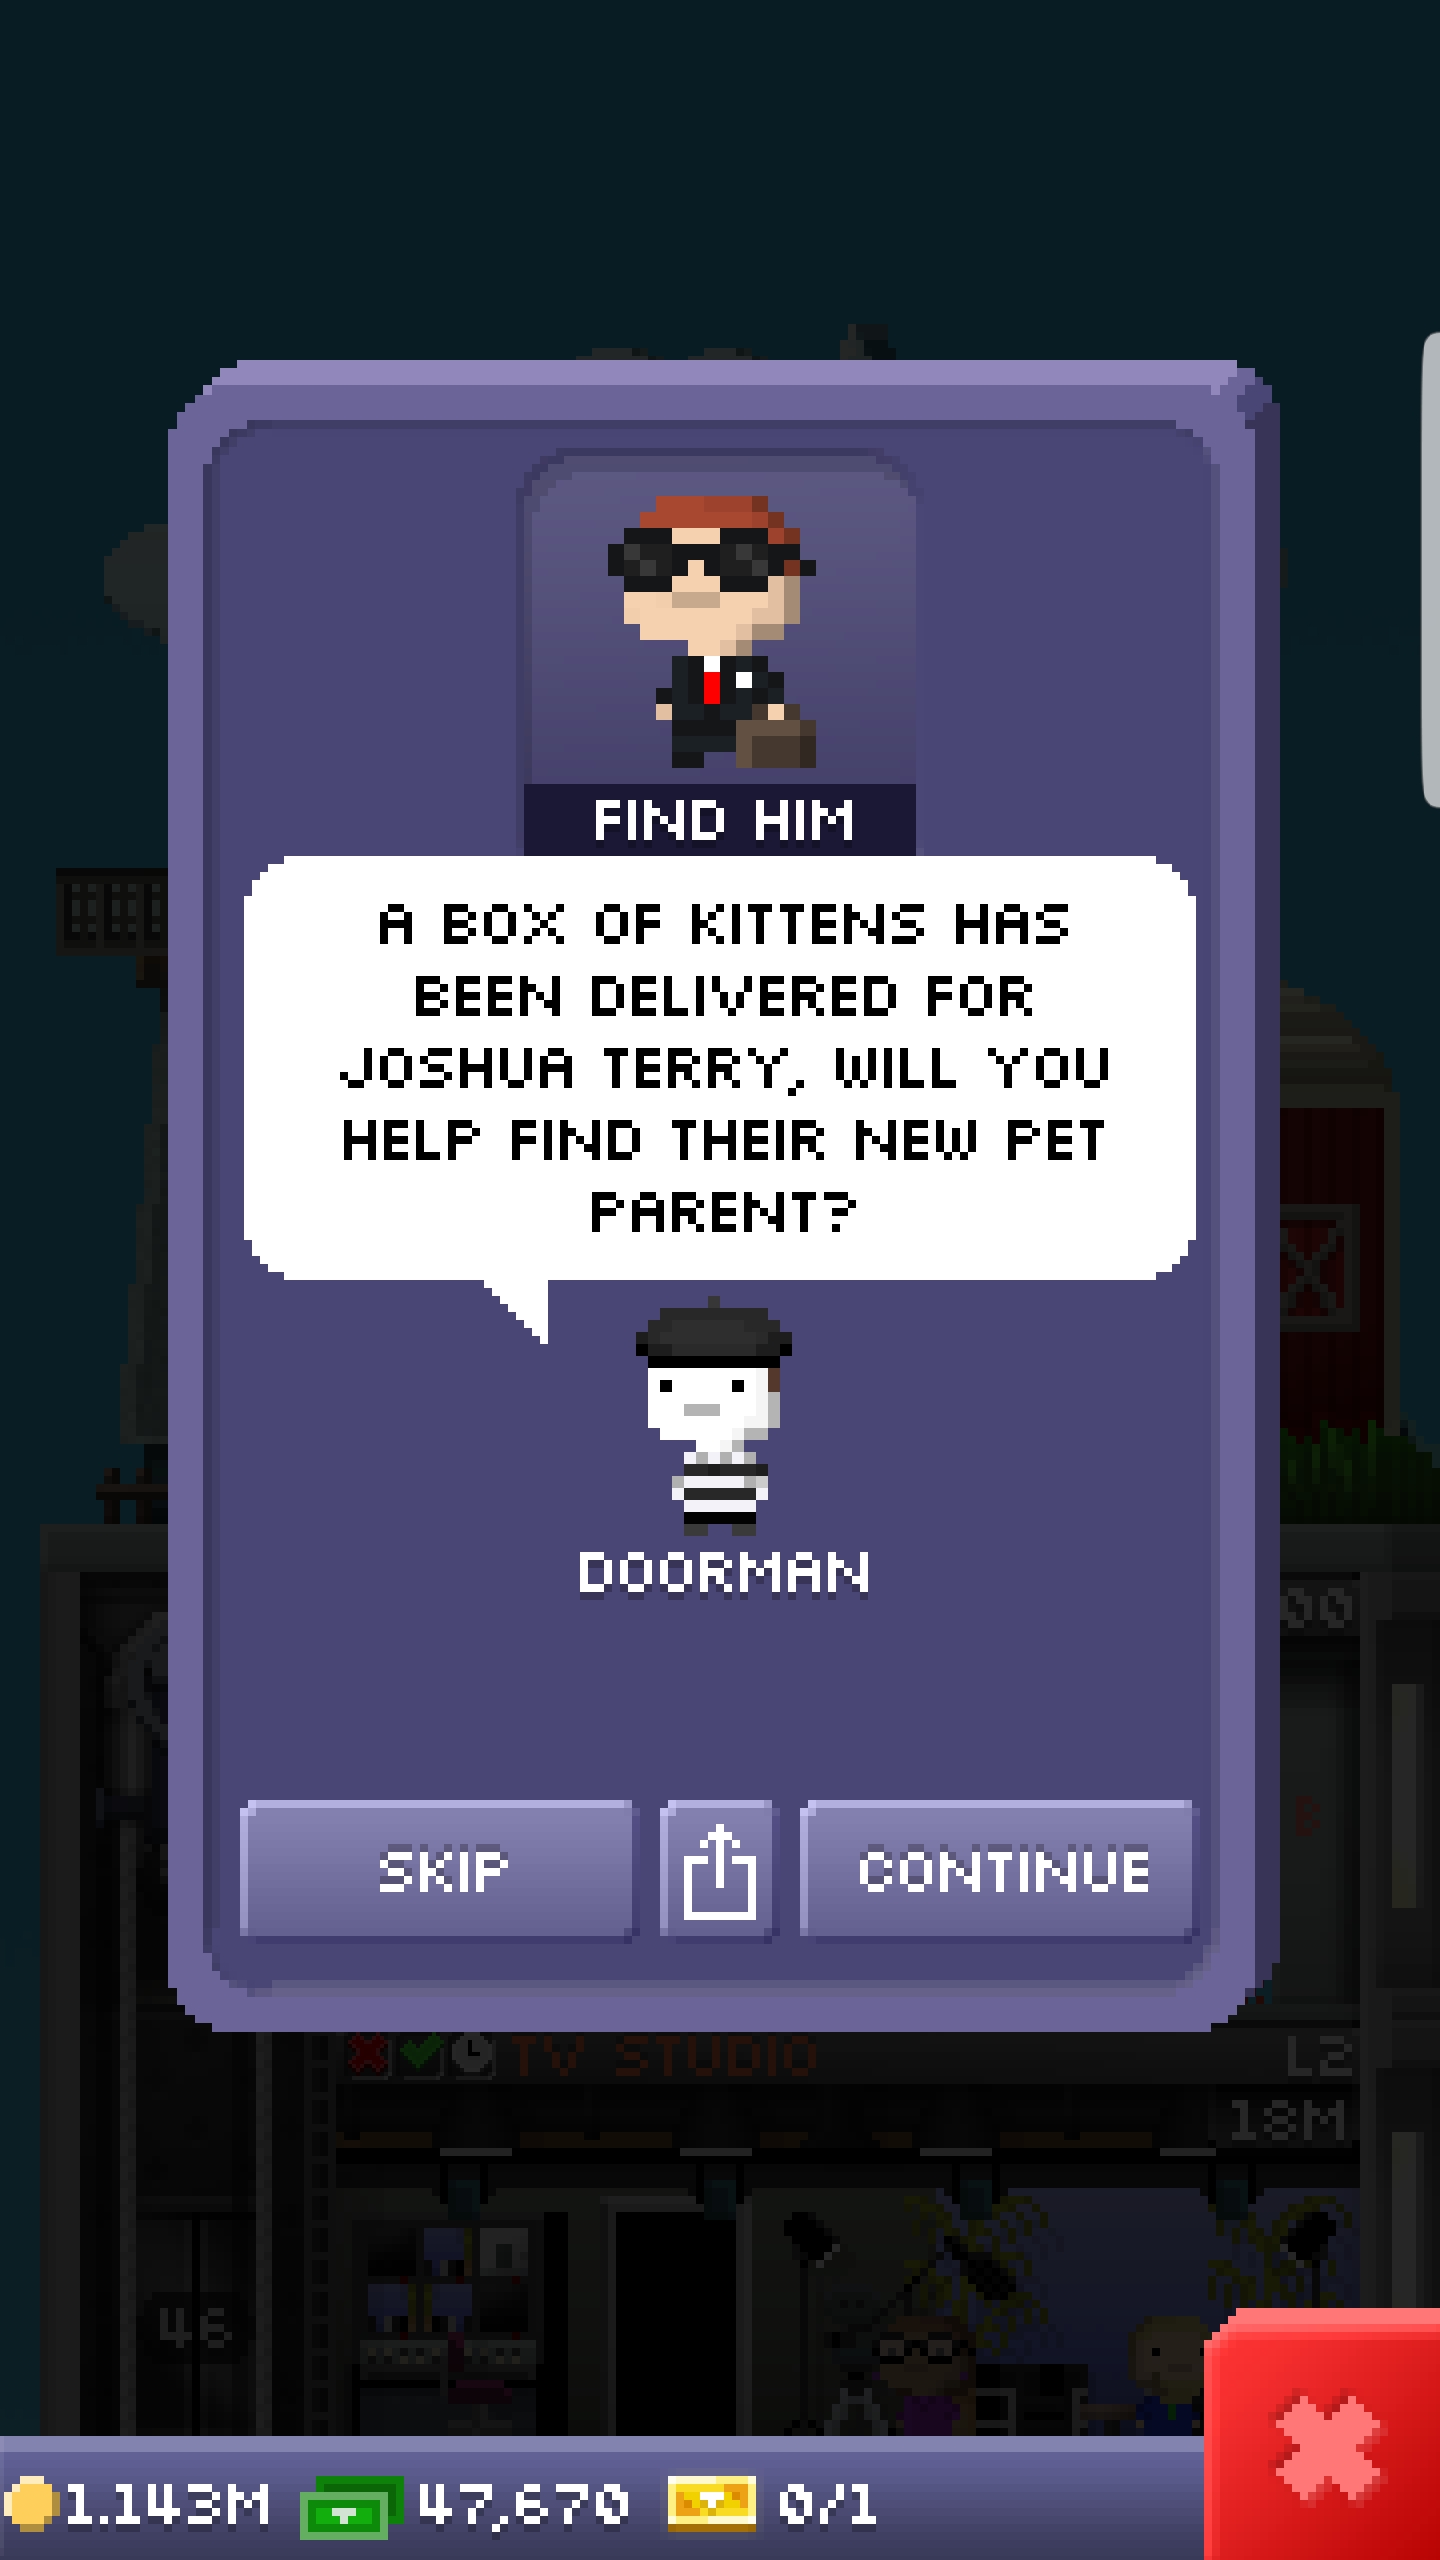 FIND HIM
A BOX OF KITTENS HAS
BEEN DELIVERED FOR
JOSHUA TERRY, WILL YOU
HELP FIND THEIR NEW PET
PARENT?
DOORMAN
SKIP
CONTINUE
TV STUDIO L2
18M
46
1.143M 47,670 0/1